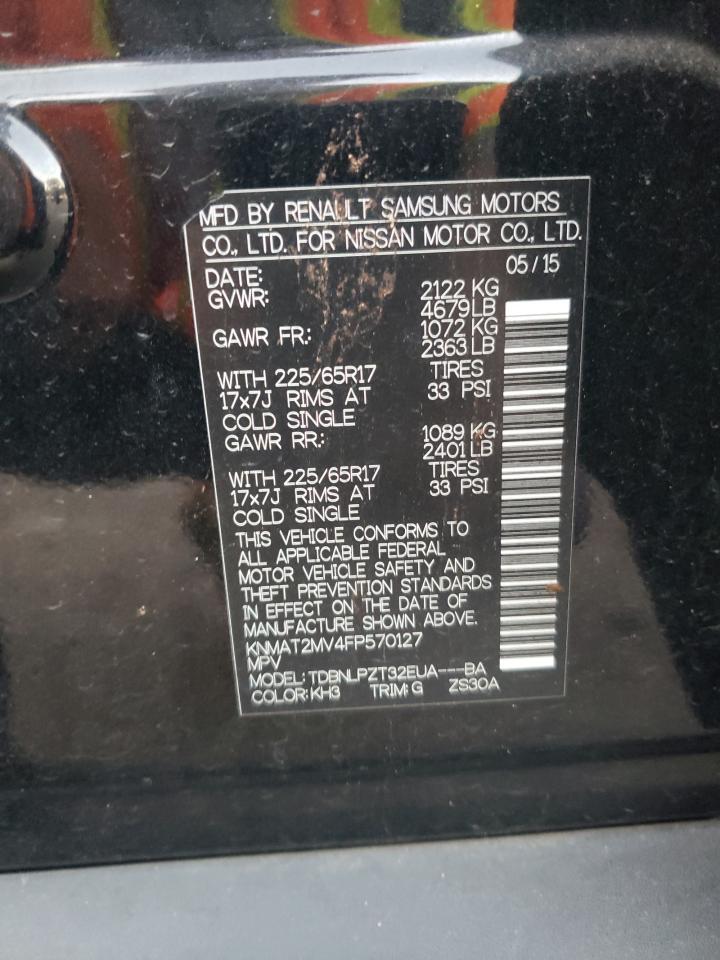 MFD BY RENAULT SAMSUNG MOTORS
CO., LTD. FOR NISSAN MOTOR CO., LTD.
DATE: 05/15
GVWR: 2122 KG
4679 LB
GAWR FR.: 1072 KG
2363 LB
WITH 225/65R17 TIRES
17x7J RIMS AT 33 PSI
COLD SINGLE
GAWR RR.: 1089 KG
2401 LB
WITH 225/65R17 TIRES
17x7J RIMS AT 33 PSI
COLD SINGLE
THIS VEHICLE CONFORMS TO
ALL APPLICABLE FEDERAL
MOTOR VEHICLE SAFETY AND
THEFT PREVENTION STANDARDS
IN EFFECT ON THE DATE OF
MANUFACTURE SHOWN ABOVE.
KNMAT2MV4FP570127
MPV
MODEL: TDBNLPZT32EUA---BA
COLOR: KH3 TRIM: G ZS30A